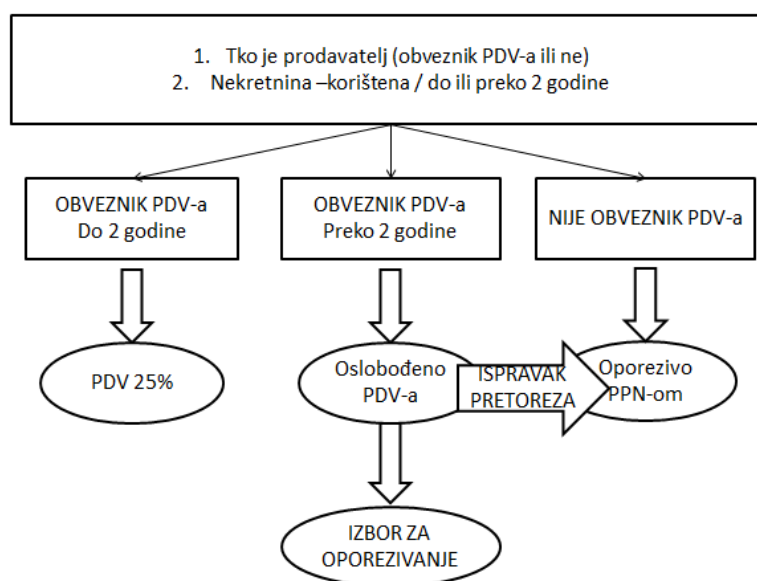 1. Tko je prodavatelj (obveznik PDV-a ili ne)
2. Nekretnina –korištena / do ili preko 2 godine
OBVEZNIK PDV-a
Do 2 godine
OBVEZNIK PDV-a
Preko 2 godine
NIJE OBVEZNIK PDV-a
PDV 25%
Oslobođeno
PDV-a
ISPRAVAK
PRETOREZA
Oporezivo
PPN-om
IZBOR ZA
OPOREZIVANJE